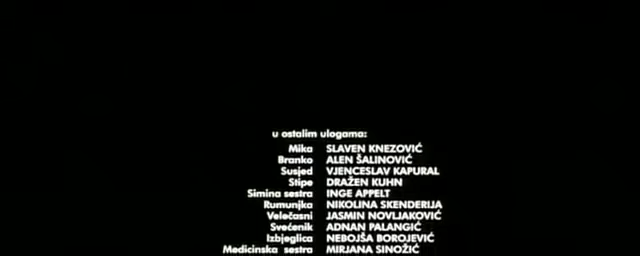 u ostalim ulogama:
Mika SLAVEN KNEZOVIĆ
Branko ALEN ŠALINOVIĆ
Susjed VJENCESLAV KAPURAL
Stipe DRAŽEN KUHN
Simina sestra INGE APPELT
Rumunjka NIKOLINA SKENDERIJA
Velečasni JASMIN NOVLJAKOVIĆ
Svećenik ADNAN PALANGIĆ
Izbjeglica NEBOJŠA BOROJEVIĆ
Medicinska sestra MIRJANA SINOŽIĆ